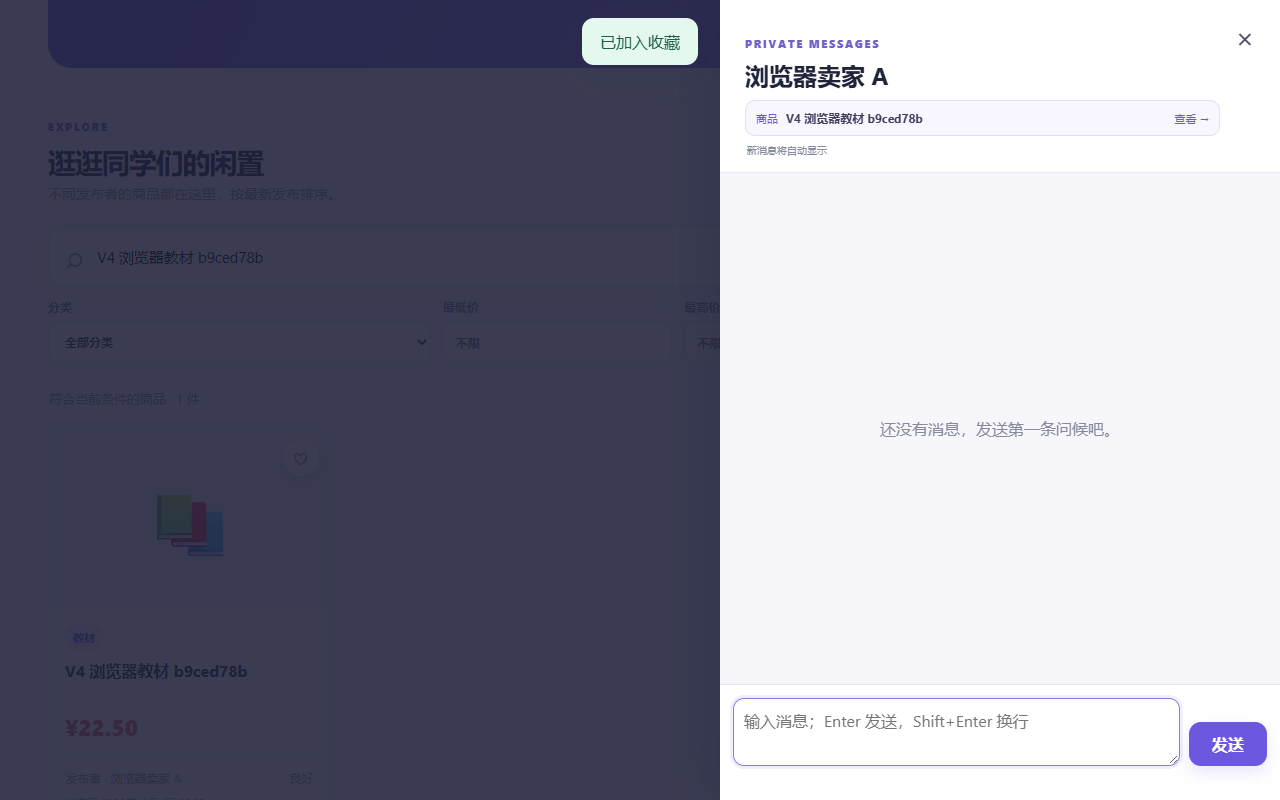 已加入收藏
EXPLORE
逛逛同学们的闲置
不同发布者的商品都在这里，按最新发布排序。
V4 浏览器教材 b9ced78b
分类
最低价
最高价
全部分类
不限
不限
符合当前条件的商品 · 1 件
教材
V4 浏览器教材 b9ced78b
¥22.50
发布者 · 浏览器卖家 A
良好
PRIVATE MESSAGES
浏览器卖家 A
商品 V4 浏览器教材 b9ced78b 查看 →
新消息将自动显示
还没有消息，发送第一条问候吧。
输入消息；Enter 发送，Shift+Enter 换行
发送